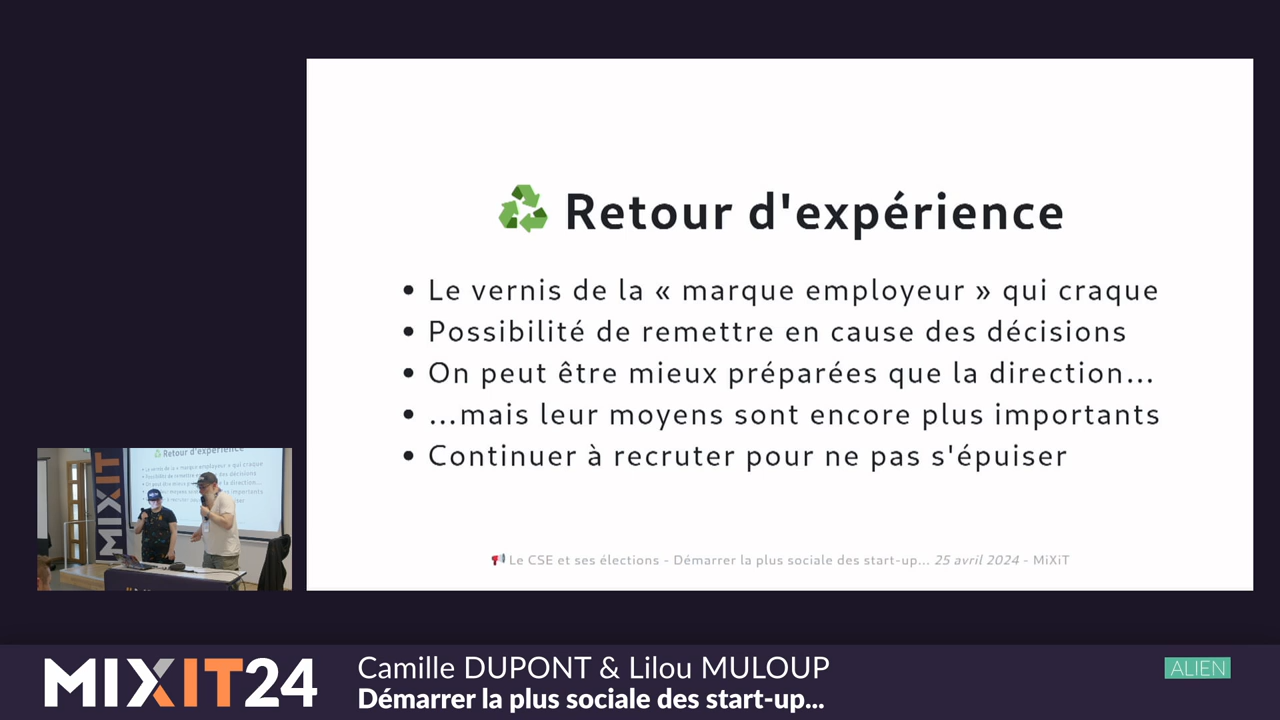 Retour d'expérience
• Le vernis de la « marque employeur » qui craque
• Possibilité de remettre en cause des décisions
• On peut être mieux préparées que la direction...
• ...mais leur moyens sont encore plus importants
• Continuer à recruter pour ne pas s'épuiser
Le CSE et ses élections - Démarrer la plus sociale des start-up... 25 avril 2024 - MiXiT
MIXIT
Retour d'expérience
MIXIT24
Camille DUPONT & Lilou MULOUP
Démarrer la plus sociale des start-up...
ALIEN